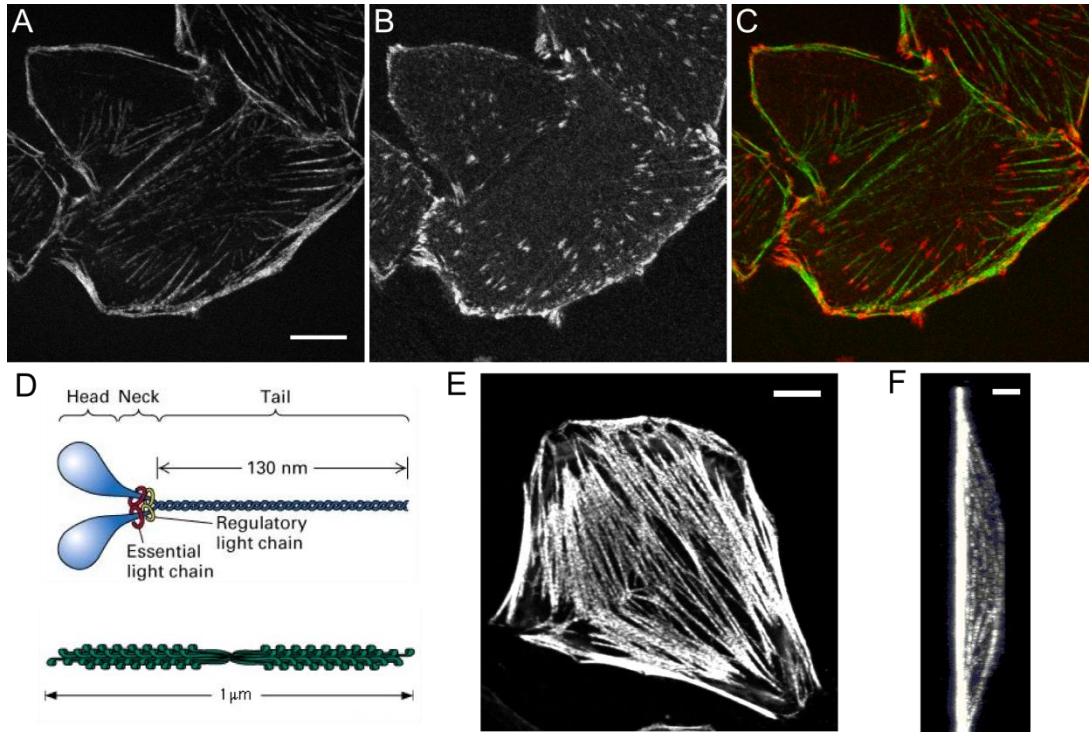 A
B
C
D
Head Neck Tail
130 nm
Regulatory
light chain
Essential
light chain
1 μm
E
F